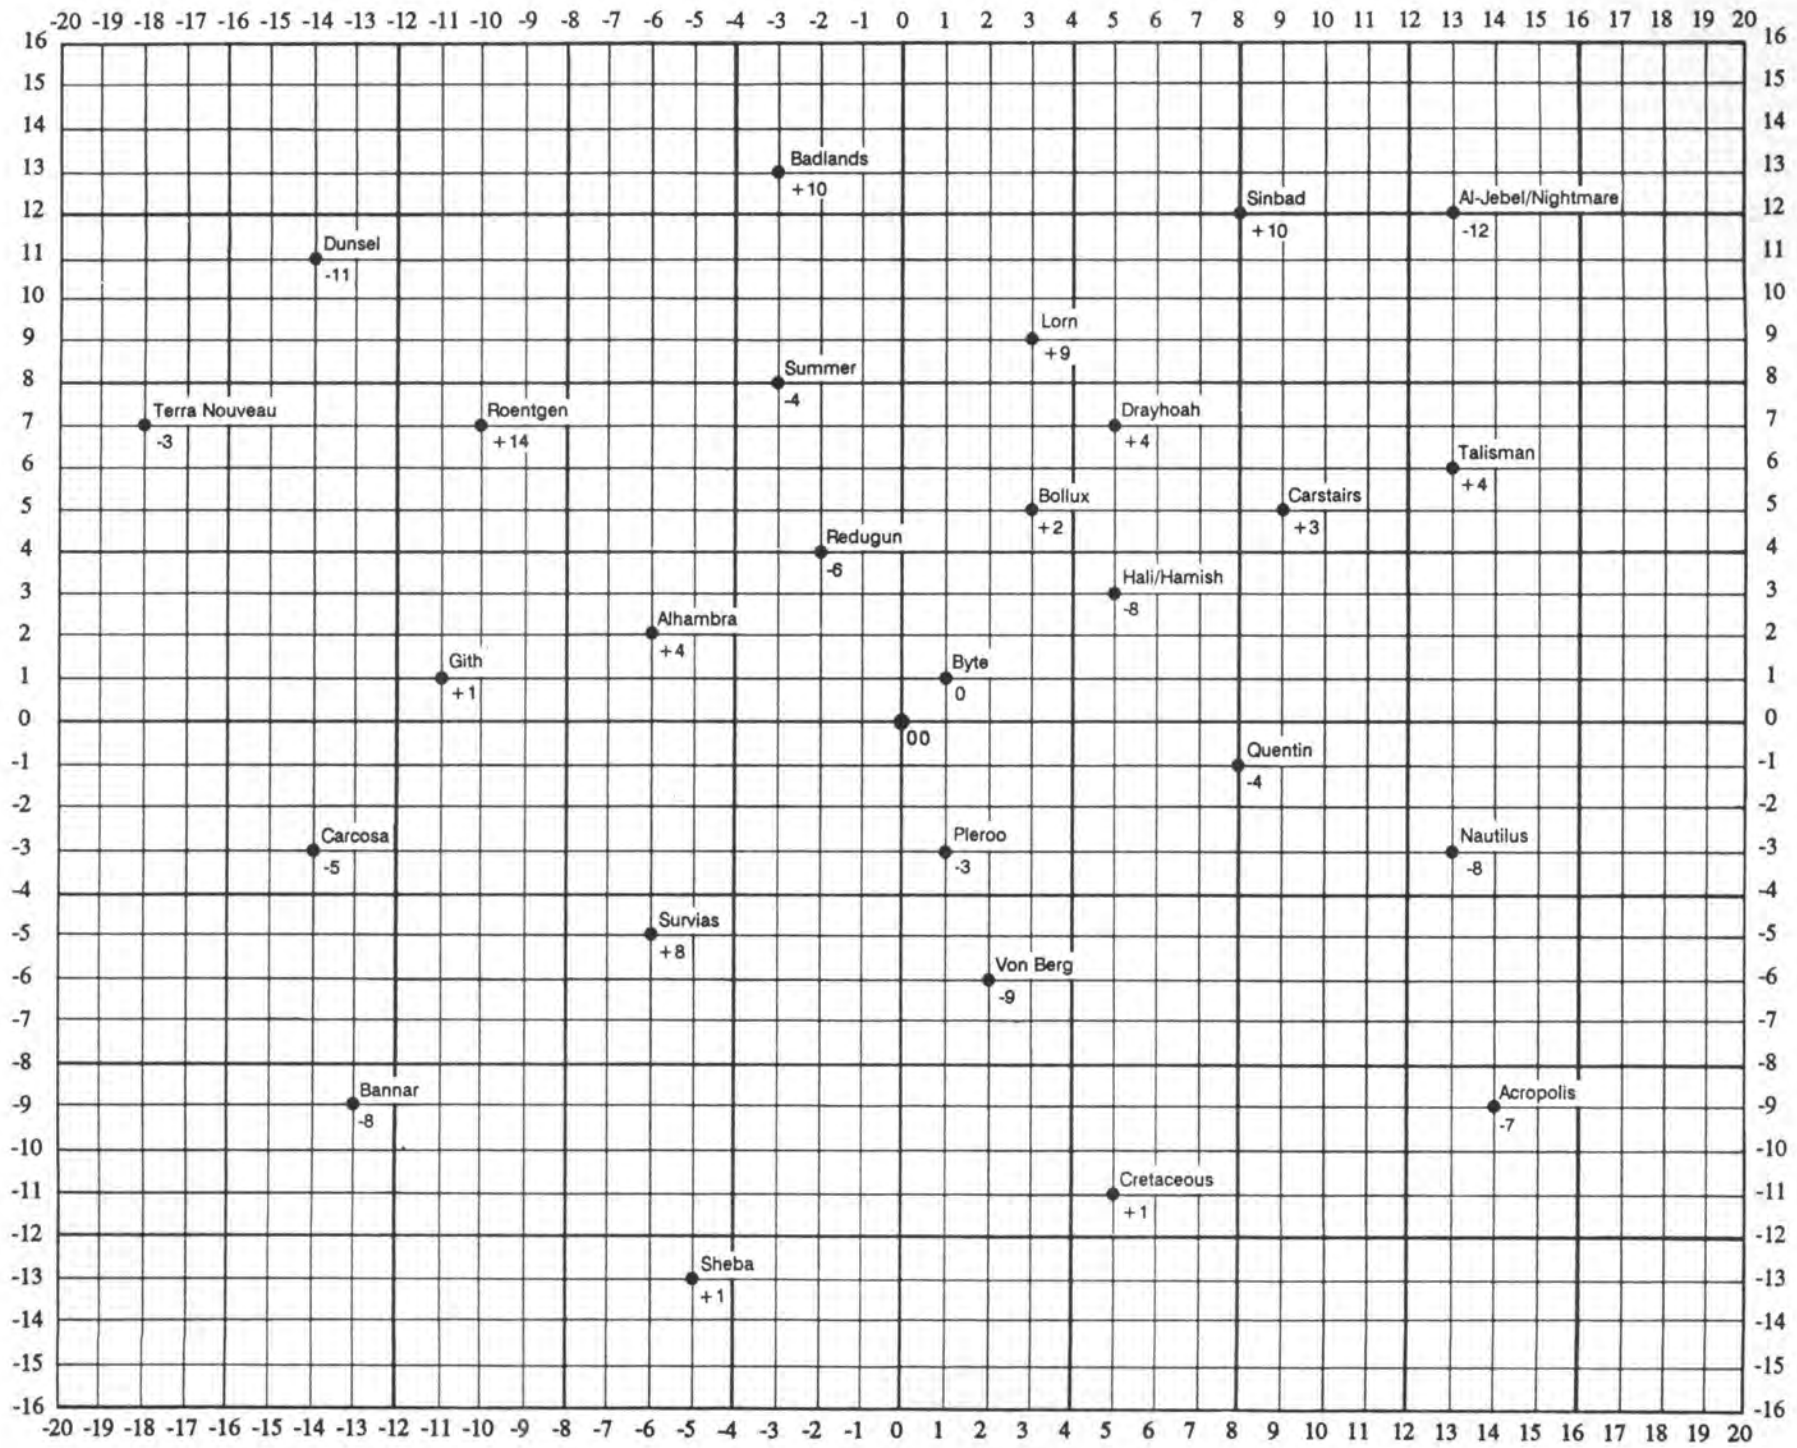 -20 -19 -18 -17 -16 -15 -14 -13 -12 -11 -10 -9 -8 -7 -6 -5 -4 -3 -2 -1 0 1 2 3 4 5 6 7 8 9 10 11 12 13 14 15 16 17 18 19 20
16 16
15 15
14 14
Badlands
13 13
+10
Sinbad Al-Jebel/Nightmare
12 12
+10 -12
Dunsel
11 11
-11
10 10
Lorn
9 9
+9
Summer
8 8
-4
Terra Nouveau Roentgen Drayhoah
7 7
-3 +14 +4
Talisman
6 6
+4
Bollux Carstairs
5 5
+2 +3
Redugun
4 4
-6
Hali/Hamish
3 3
-8
Alhambra
2 2
+4
Gith Byte
1 1
+1 0
0 0
00
Quentin
-1 -1
-4
-2 -2
Carcosa Pleroo Nautilus
-3 -3
-5 -3 -8
-4 -4
Survias
-5 -5
+8
Von Berg
-6 -6
-9
-7 -7
-8 -8
Bannar Acropolis
-9 -9
-8 -7
-10 -10
Cretaceous
-11 -11
+1
-12 -12
Sheba
-13 -13
+1
-14 -14
-15 -15
-16 -16
-20 -19 -18 -17 -16 -15 -14 -13 -12 -11 -10 -9 -8 -7 -6 -5 -4 -3 -2 -1 0 1 2 3 4 5 6 7 8 9 10 11 12 13 14 15 16 17 18 19 20